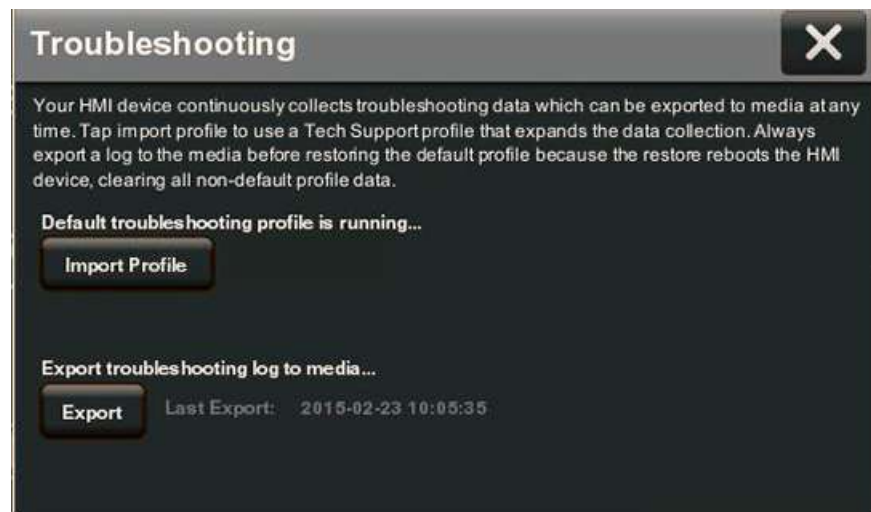 Troubleshooting
Your HMI device continuously collects troubleshooting data which can be exported to media at any
time. Tap import profile to use a Tech Support profile that expands the data collection. Always
export a log to the media before restoring the default profile because the restore reboots the HMI
device, clearing all non-default profile data.
Default troubleshooting profile is running...
Import Profile
Export troubleshooting log to media...
Export Last Export: 2015-02-23 10:05:35